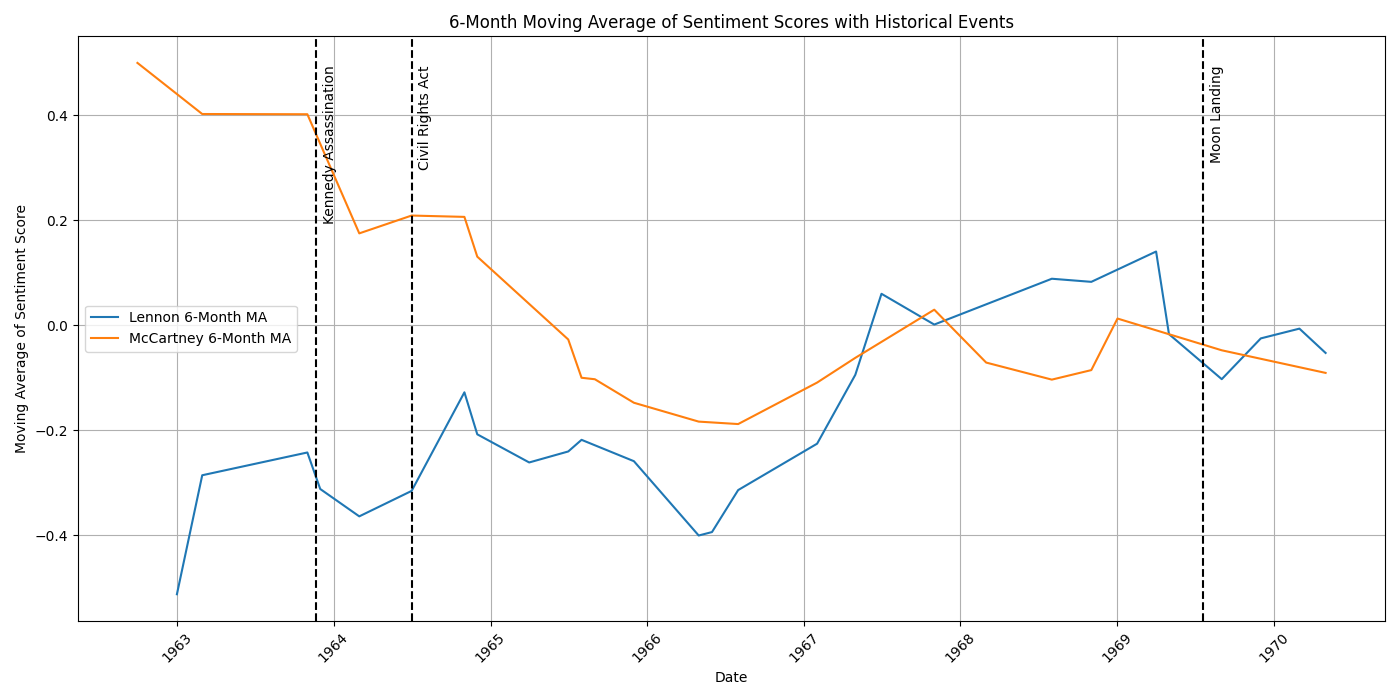 6-Month Moving Average of Sentiment Scores with Historical Events
Moving Average of Sentiment Score
0.4
0.2
0.0
−0.2
−0.4
Kennedy Assassination
Civil Rights Act
Moon Landing
Lennon 6-Month MA
McCartney 6-Month MA
1963
1964
1965
1966
1967
1968
1969
1970
Date